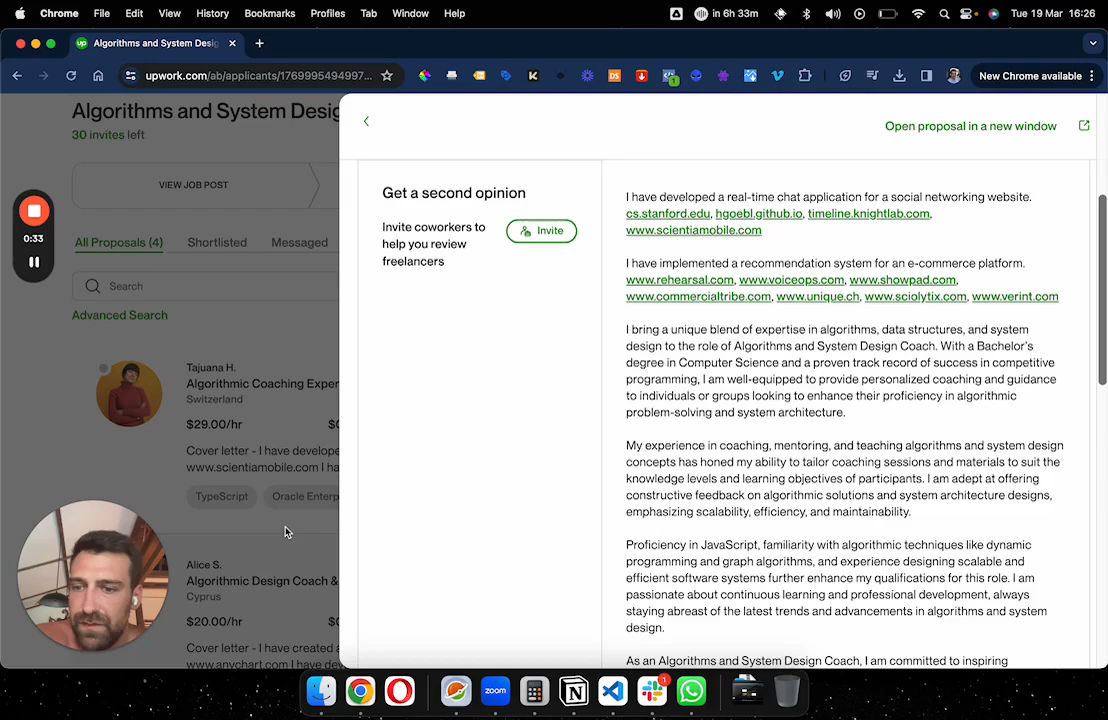 Chrome File Edit View History Bookmarks Profiles Tab Window Help in 6h 33m Tue 19 Mar 16:26
up Algorithms and System Desig
upwork.com/ab/applicants/1769995494997... K DS 1 New Chrome available
Algorithms and System Desig
30 invites left
VIEW JOB POST
0:33
All Proposals (4) Shortlisted Messaged
Search
Advanced Search
Tajuana H.
Algorithmic Coaching Exper
Switzerland
$29.00/hr $0
Cover letter - I have develope
www.scientiamobile.com I ha
TypeScript Oracle Enterp
Alice S.
Algorithmic Design Coach &
Cyprus
$20.00/hr $0
Cover letter - I have created a
www.anychart.com I have dev
Open proposal in a new window
Get a second opinion
Invite coworkers to
help you review
freelancers
Invite
I have developed a real-time chat application for a social networking website.
cs.stanford.edu, hgoebl.github.io, timeline.knightlab.com,
www.scientiamobile.com
I have implemented a recommendation system for an e-commerce platform.
www.rehearsal.com, www.voiceops.com, www.showpad.com,
www.commercialtribe.com, www.unique.ch, www.sciolytix.com, www.verint.com
I bring a unique blend of expertise in algorithms, data structures, and system
design to the role of Algorithms and System Design Coach. With a Bachelor's
degree in Computer Science and a proven track record of success in competitive
programming, I am well-equipped to provide personalized coaching and guidance
to individuals or groups looking to enhance their proficiency in algorithmic
problem-solving and system architecture.
My experience in coaching, mentoring, and teaching algorithms and system design
concepts has honed my ability to tailor coaching sessions and materials to suit the
knowledge levels and learning objectives of participants. I am adept at offering
constructive feedback on algorithmic solutions and system architecture designs,
emphasizing scalability, efficiency, and maintainability.
Proficiency in JavaScript, familiarity with algorithmic techniques like dynamic
programming and graph algorithms, and experience designing scalable and
efficient software systems further enhance my qualifications for this role. I am
passionate about continuous learning and professional development, always
staying abreast of the latest trends and advancements in algorithms and system
design.
As an Algorithms and System Design Coach, I am committed to inspiring
zoom 1